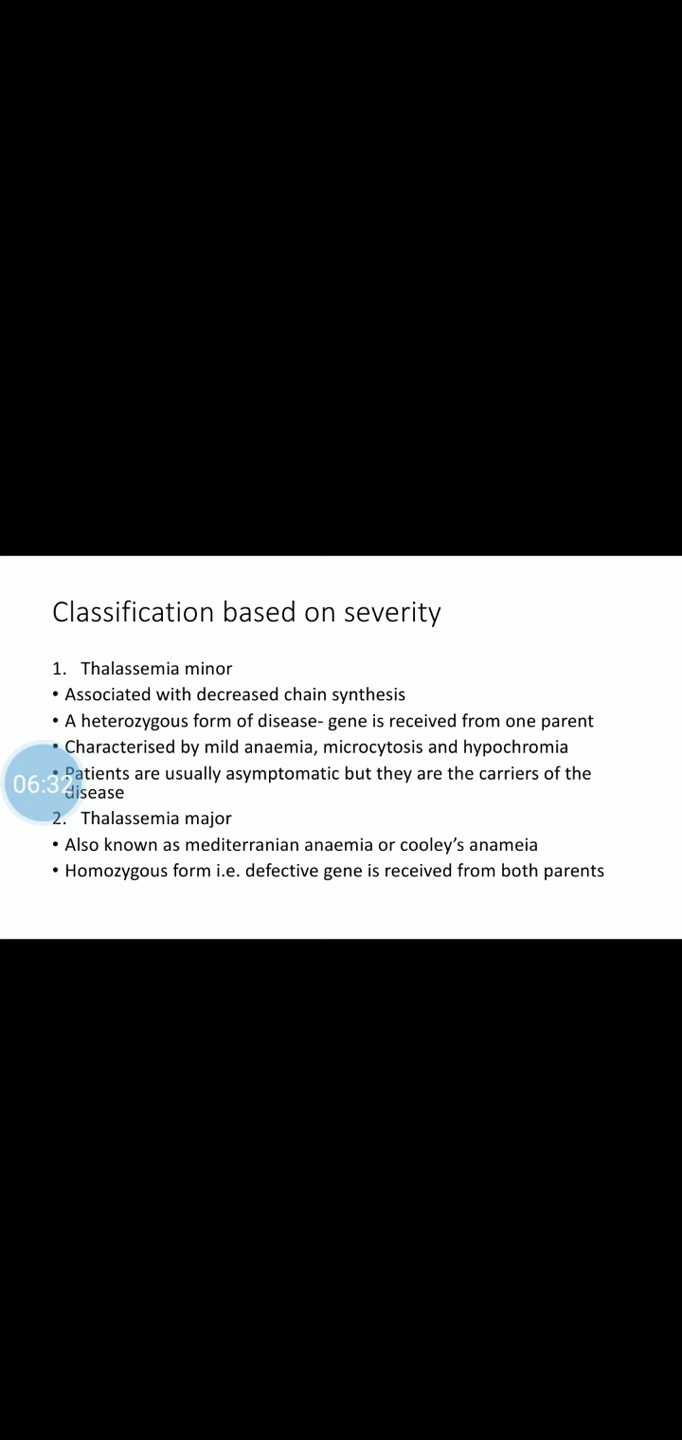 Classification based on severity
1. Thalassemia minor
• Associated with decreased chain synthesis
• A heterozygous form of disease- gene is received from one parent
• Characterised by mild anaemia, microcytosis and hypochromia
• Patients are usually asymptomatic but they are the carriers of the
06:32
disease
2. Thalassemia major
• Also known as mediterranian anaemia or cooley’s anameia
• Homozygous form i.e. defective gene is received from both parents